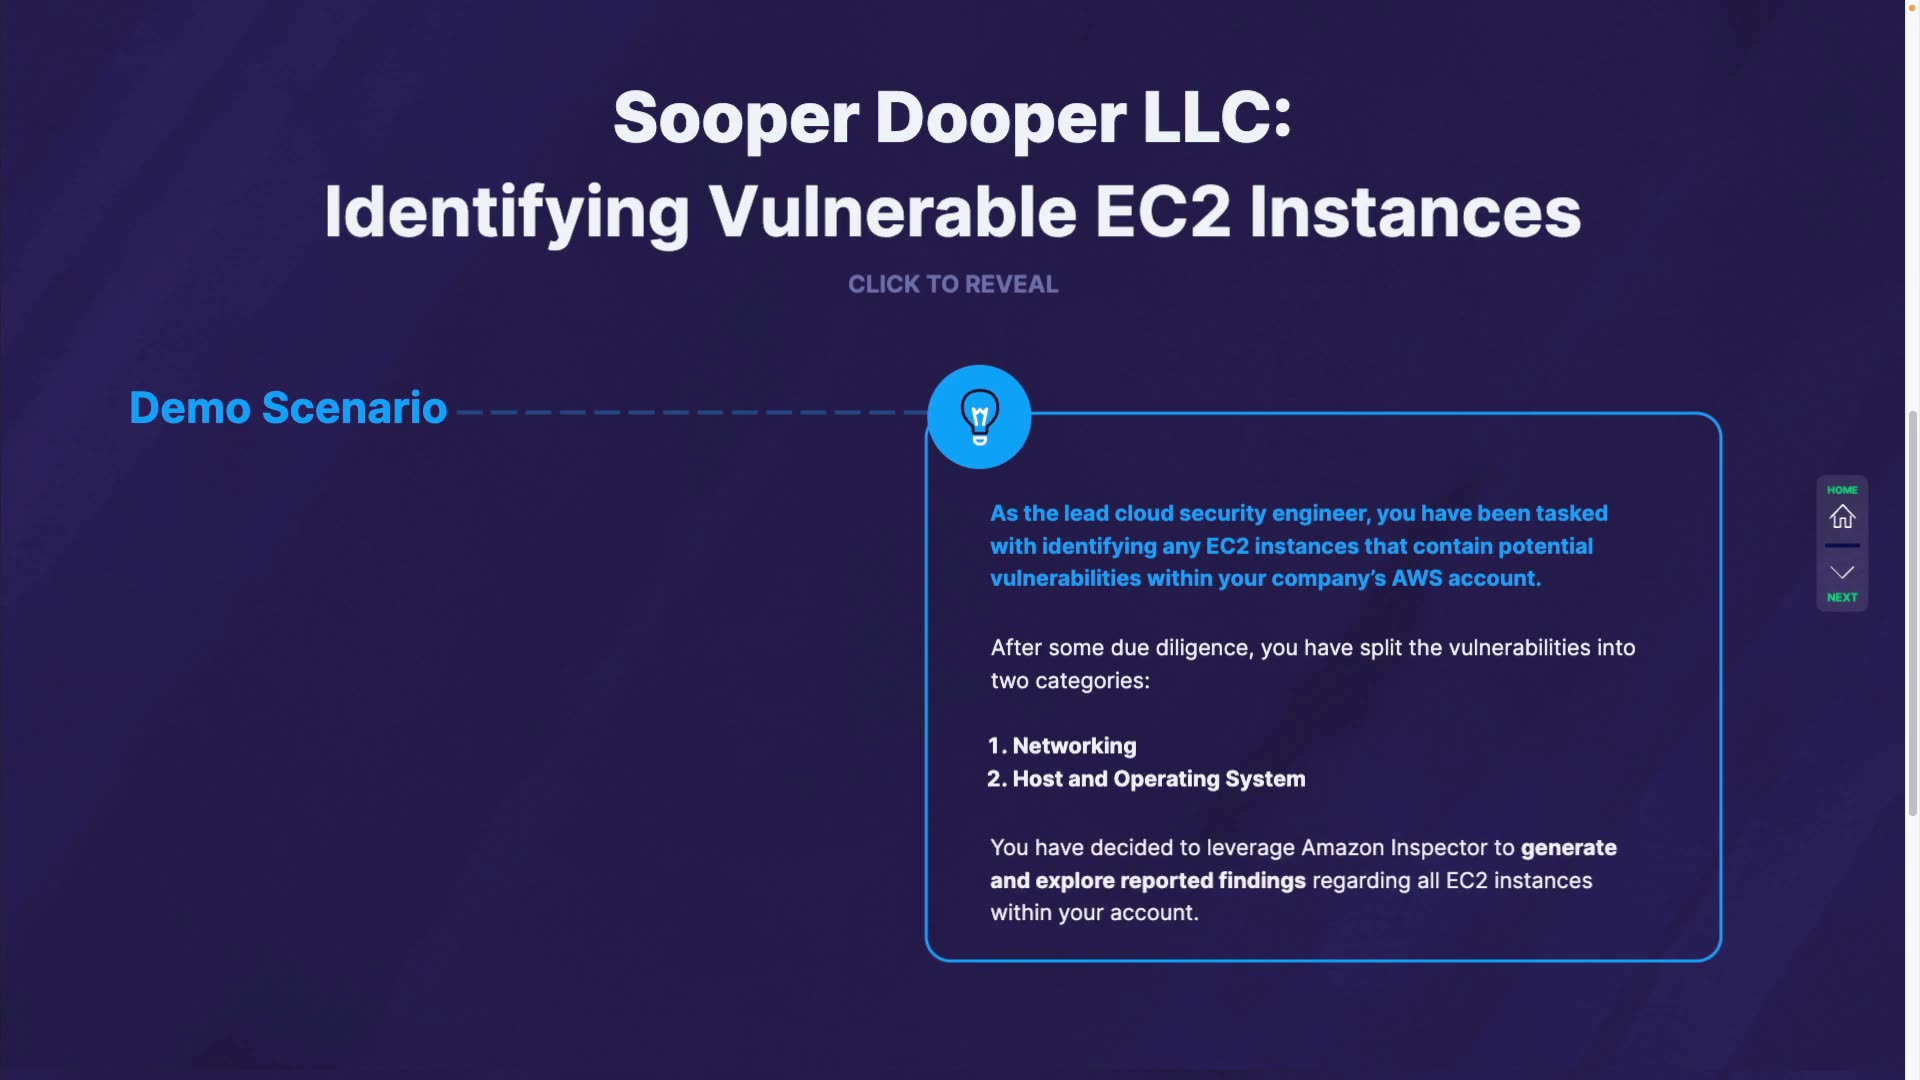 Sooper Dooper LLC:
Identifying Vulnerable EC2 Instances
CLICK TO REVEAL
Demo Scenario
As the lead cloud security engineer, you have been tasked
with identifying any EC2 instances that contain potential
vulnerabilities within your company’s AWS account.
After some due diligence, you have split the vulnerabilities into
two categories:
1. Networking
2. Host and Operating System
You have decided to leverage Amazon Inspector to generate
and explore reported findings regarding all EC2 instances
within your account.
HOME
NEXT